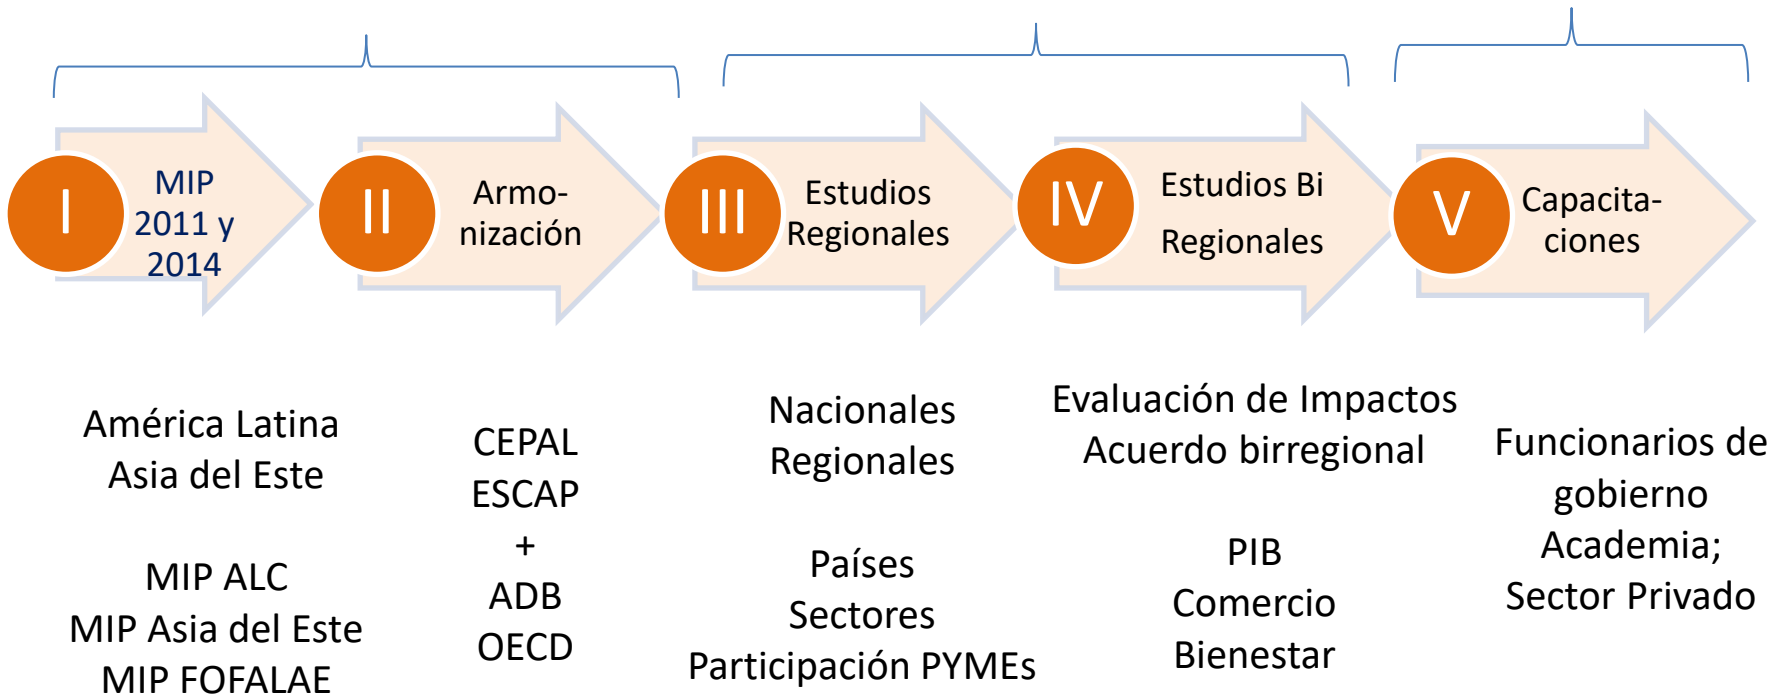 I
MIP
2011 y
2014
II
Armo-
nización
III
Estudios
Regionales
IV
Estudios Bi
Regionales
V
Capacita-
ciones
América Latina
Asia del Este
MIP ALC
MIP Asia del Este
MIP FOFALAE
CEPAL
ESCAP
+
ADB
OECD
Nacionales
Regionales
Países
Sectores
Participación PYMEs
Evaluación de Impactos
Acuerdo birregional
PIB
Comercio
Bienestar
Funcionarios de
gobierno
Academia;
Sector Privado